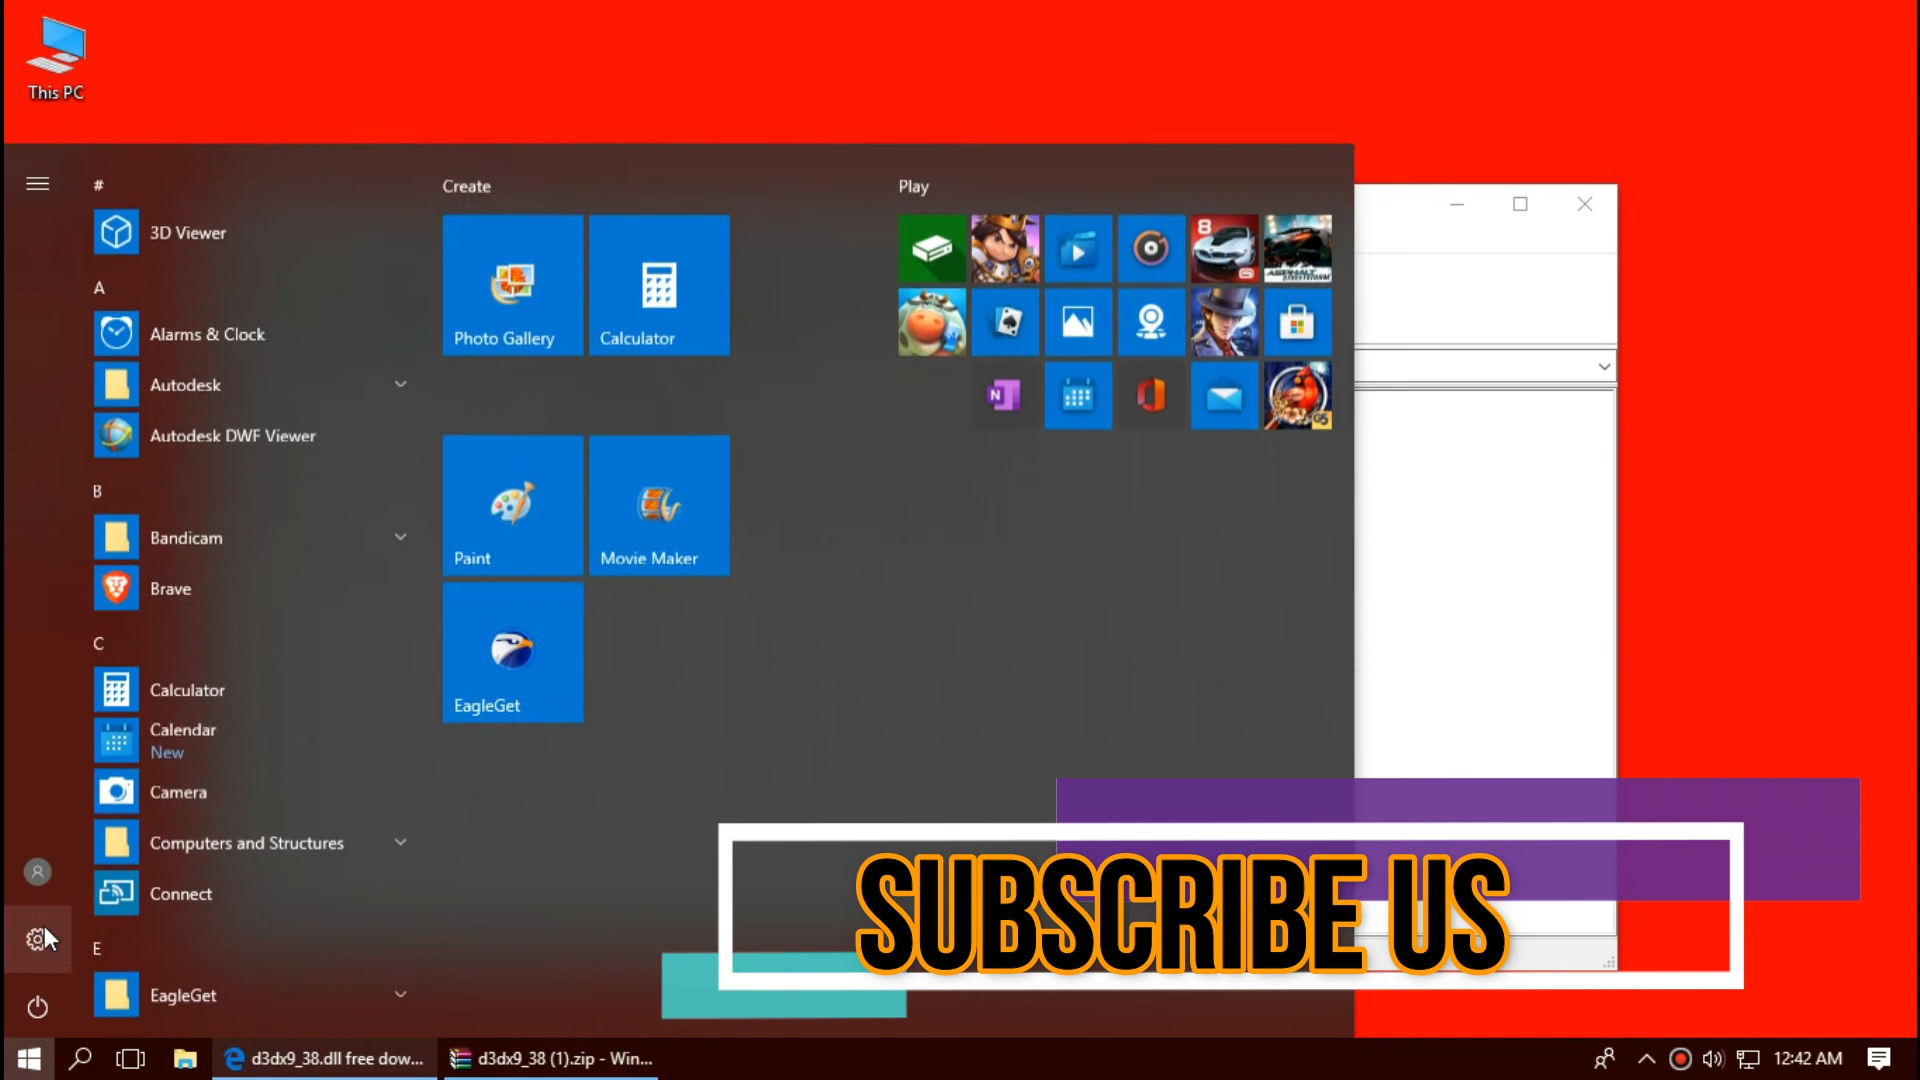 This PC
#
3D Viewer
A
Alarms & Clock
Autodesk
Autodesk DWF Viewer
B
Bandicam
Brave
C
Calculator
Calendar
New
Camera
Computers and Structures
Connect
E
EagleGet
Create
Photo Gallery
Calculator
Paint
Movie Maker
EagleGet
Play
8
ASPHALT
N
SUBSCRIBE US
d3dx9_38.dll free dow...
d3dx9_38 (1).zip - Win...
12:42 AM